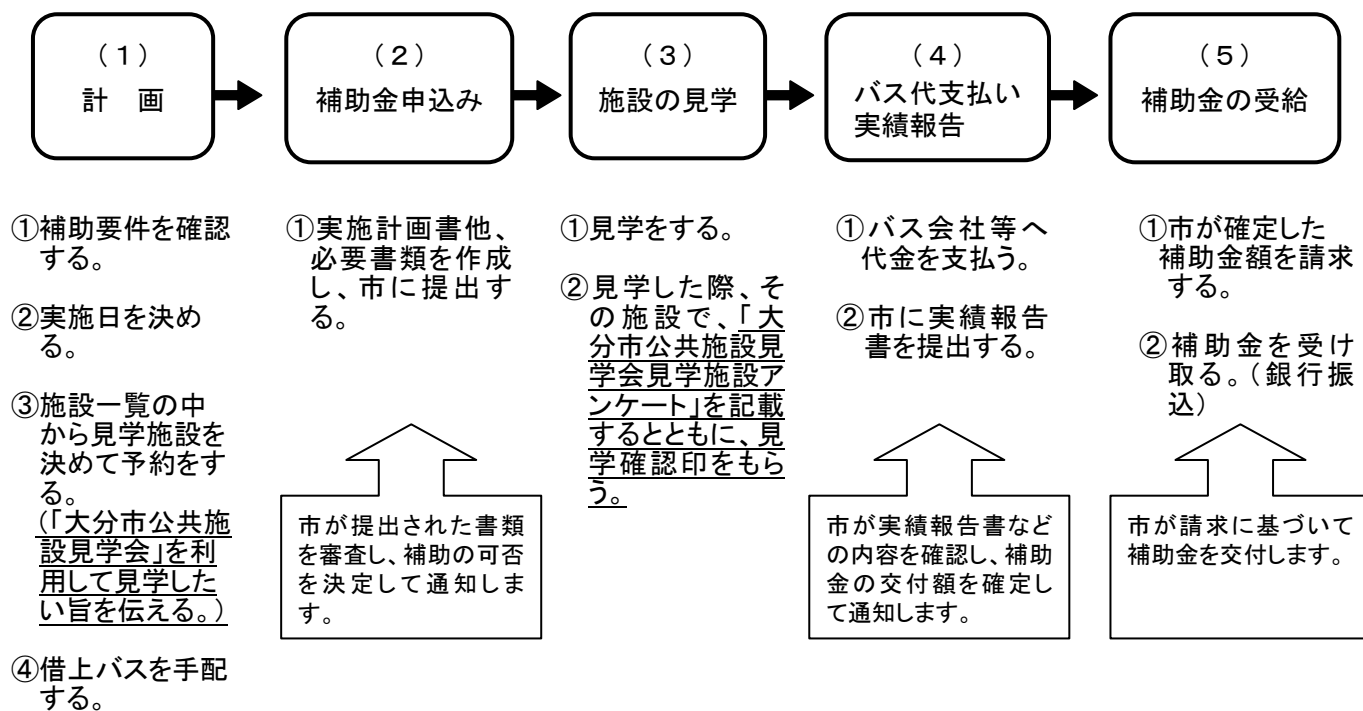 （１）
計　画
（２）
補助金申込み
（３）
施設の見学
（４）
バス代支払い
実績報告
（５）
補助金の受給
①補助要件を確認
する。
②実施日を決め
る。
③施設一覧の中
から見学施設を
決めて予約をす
る。
（「大分市公共施
設見学会」を利
用して見学した
い旨を伝える。）
④借上バスを手配
する。
①実施計画書他、
必要書類を作成
し、市に提出す
る。
市が提出された書類
を審査し、補助の可否
を決定して通知しま
す。
①見学をする。
②見学した際、そ
の施設で、「大
分市公共施設見
学会見学施設ア
ンケート」を記載
するとともに、見
学確認印をもら
う。
①バス会社等へ
代金を支払う。
②市に実績報告
書を提出する。
市が実績報告書など
の内容を確認し、補助
金の交付額を確定し
て通知します。
①市が確定した
補助金額を請求
する。
②補助金を受け
取る。（銀行振
込）
市が請求に基づいて
補助金を交付します。